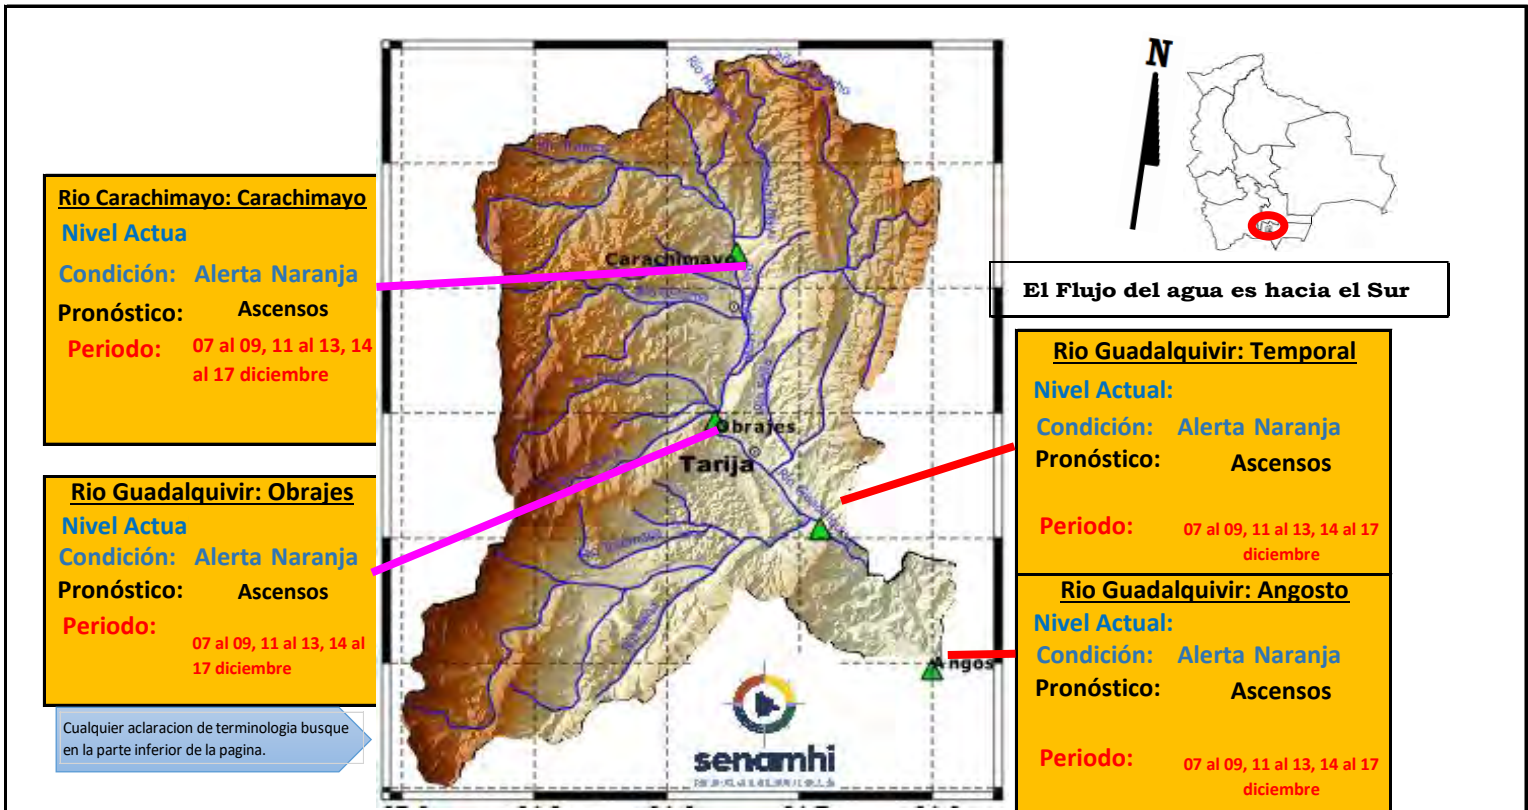 N
Rio Carachimayo: Carachimayo
Nivel Actua
Condición: Alerta Naranja
Pronóstico: Ascensos
Periodo: 07 al 09, 11 al 13, 14
al 17 diciembre
Rio Guadalquivir: Obrajes
Nivel Actua
Condición: Alerta Naranja
Pronóstico: Ascensos
Periodo:
07 al 09, 11 al 13, 14 al
17 diciembre
Cualquier aclaracion de terminologia busque
en la parte inferior de la pagina.
Carachimayo
Obrajes
Tarija
Angos
senamhi
El Flujo del agua es hacia el Sur
Rio Guadalquivir: Temporal
Nivel Actual:
Condición: Alerta Naranja
Pronóstico: Ascensos
Periodo: 07 al 09, 11 al 13, 14 al 17
diciembre
Rio Guadalquivir: Angosto
Nivel Actual:
Condición: Alerta Naranja
Pronóstico: Ascensos
Periodo: 07 al 09, 11 al 13, 14 al 17
diciembre